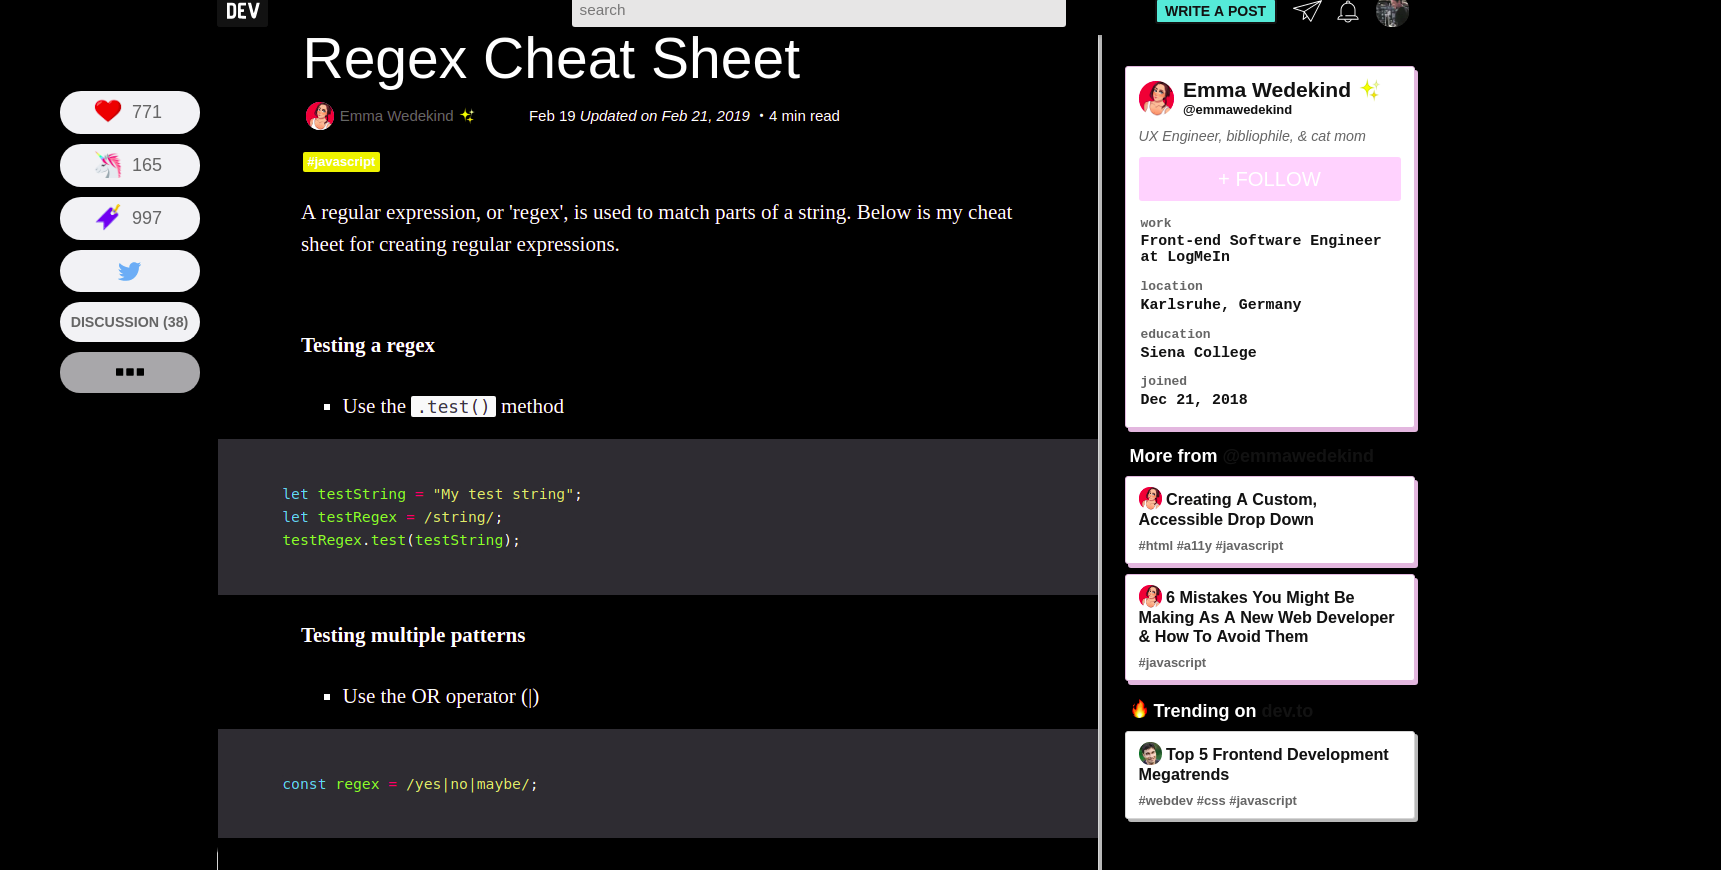 DEV
search
WRITE A POST
Regex Cheat Sheet
Emma Wedekind
Feb 19 Updated on Feb 21, 2019 • 4 min read
#javascript
771
165
997
DISCUSSION (38)
A regular expression, or 'regex', is used to match parts of a string. Below is my cheat
sheet for creating regular expressions.
Testing a regex
Use the .test() method
let testString = "My test string";
let testRegex = /string/;
testRegex.test(testString);
Testing multiple patterns
Use the OR operator (|)
const regex = /yes|no|maybe/;
Emma Wedekind
@emmawedekind
UX Engineer, bibliophile, & cat mom
+ FOLLOW
work
Front-end Software Engineer
at LogMeIn
location
Karlsruhe, Germany
education
Siena College
joined
Dec 21, 2018
More from @emmawedekind
Creating A Custom,
Accessible Drop Down
#html #a11y #javascript
6 Mistakes You Might Be
Making As A New Web Developer
& How To Avoid Them
#javascript
Trending on dev.to
Top 5 Frontend Development
Megatrends
#webdev #css #javascript